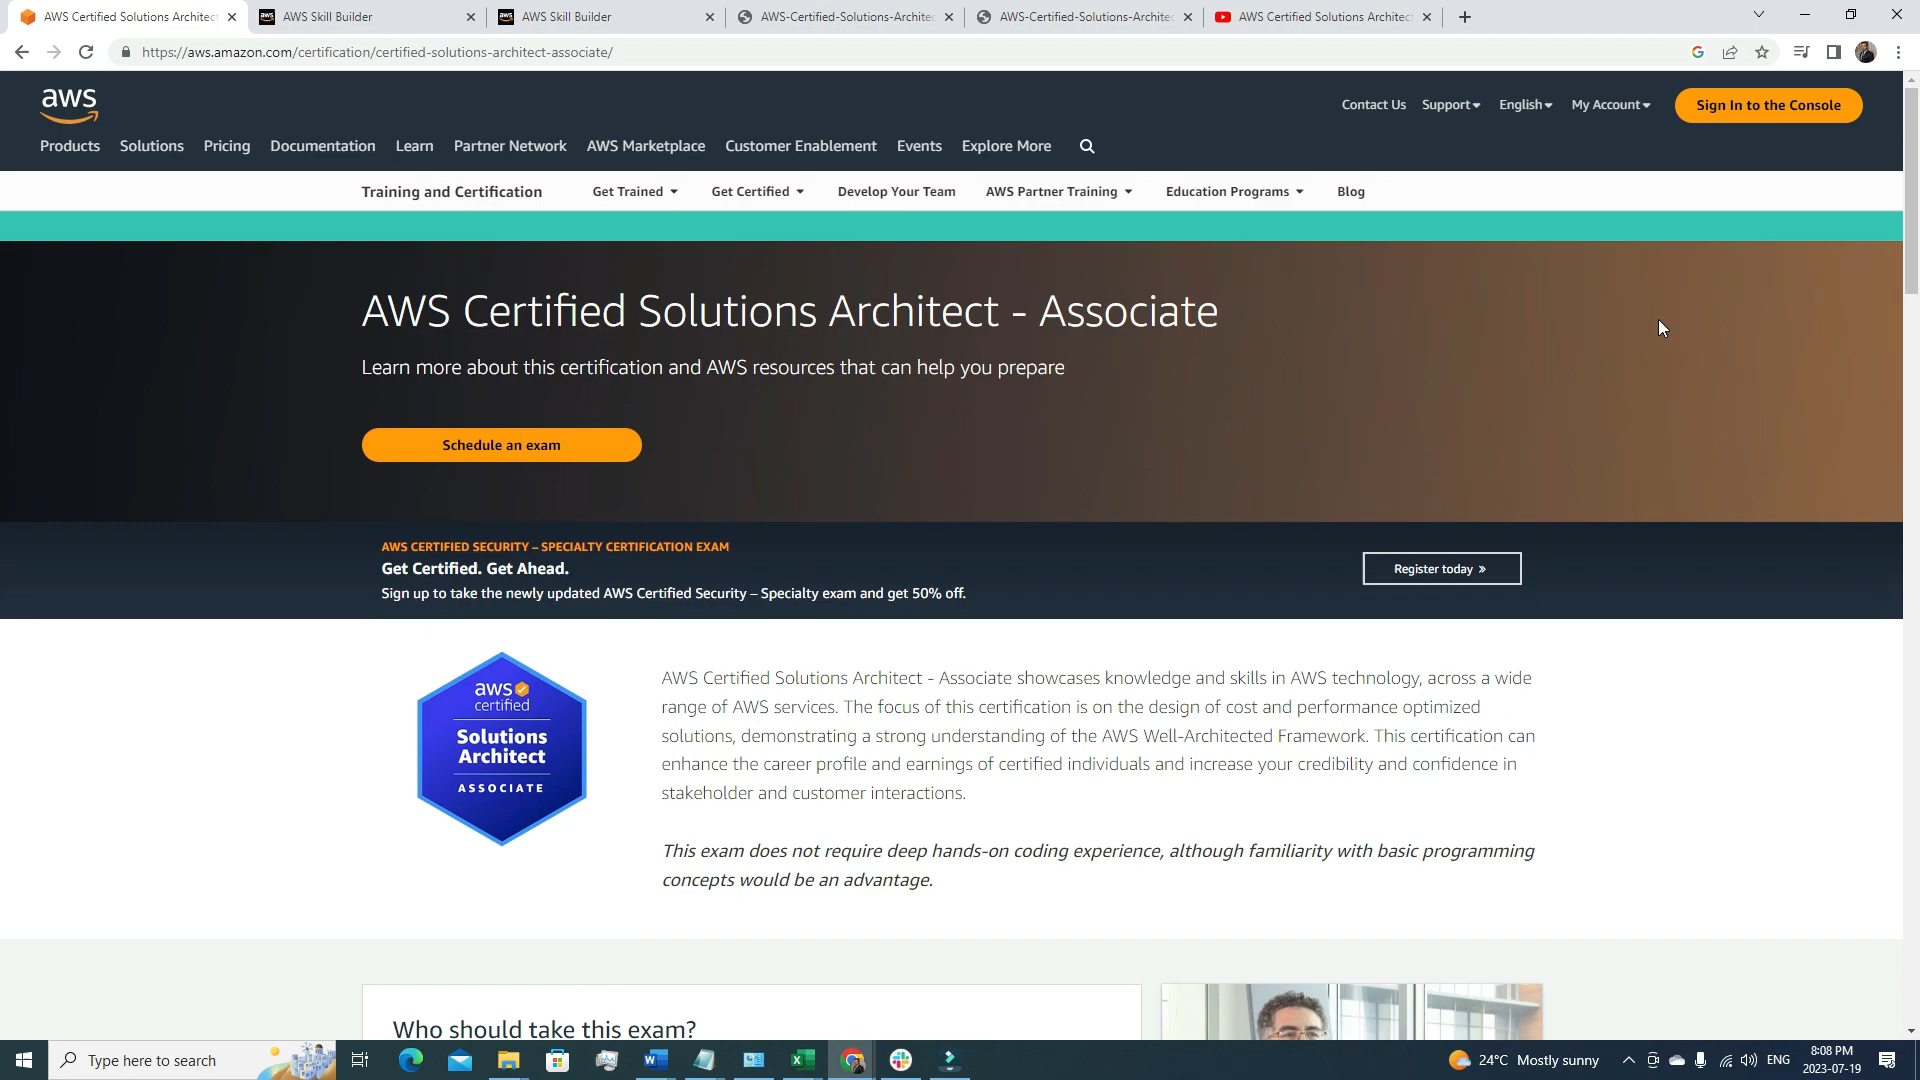 AWS Certified Solutions Architect
AWS Skill Builder
AWS Skill Builder
AWS-Certified-Solutions-Architec
AWS-Certified-Solutions-Architec
AWS Certified Solutions Architect
https://aws.amazon.com/certification/certified-solutions-architect-associate/
aws
Contact Us
Support
English
My Account
Sign In to the Console
Products
Solutions
Pricing
Documentation
Learn
Partner Network
AWS Marketplace
Customer Enablement
Events
Explore More
Training and Certification
Get Trained
Get Certified
Develop Your Team
AWS Partner Training
Education Programs
Blog
AWS Certified Solutions Architect - Associate
Learn more about this certification and AWS resources that can help you prepare
Schedule an exam
AWS CERTIFIED SECURITY – SPECIALTY CERTIFICATION EXAM
Get Certified. Get Ahead.
Sign up to take the newly updated AWS Certified Security – Specialty exam and get 50% off.
Register today »
aws
certified
Solutions
Architect
ASSOCIATE
AWS Certified Solutions Architect - Associate showcases knowledge and skills in AWS technology, across a wide
range of AWS services. The focus of this certification is on the design of cost and performance optimized
solutions, demonstrating a strong understanding of the AWS Well-Architected Framework. This certification can
enhance the career profile and earnings of certified individuals and increase your credibility and confidence in
stakeholder and customer interactions.
This exam does not require deep hands-on coding experience, although familiarity with basic programming
concepts would be an advantage.
Who should take this exam?
Type here to search
24°C Mostly sunny
ENG
8:08 PM
2023-07-19